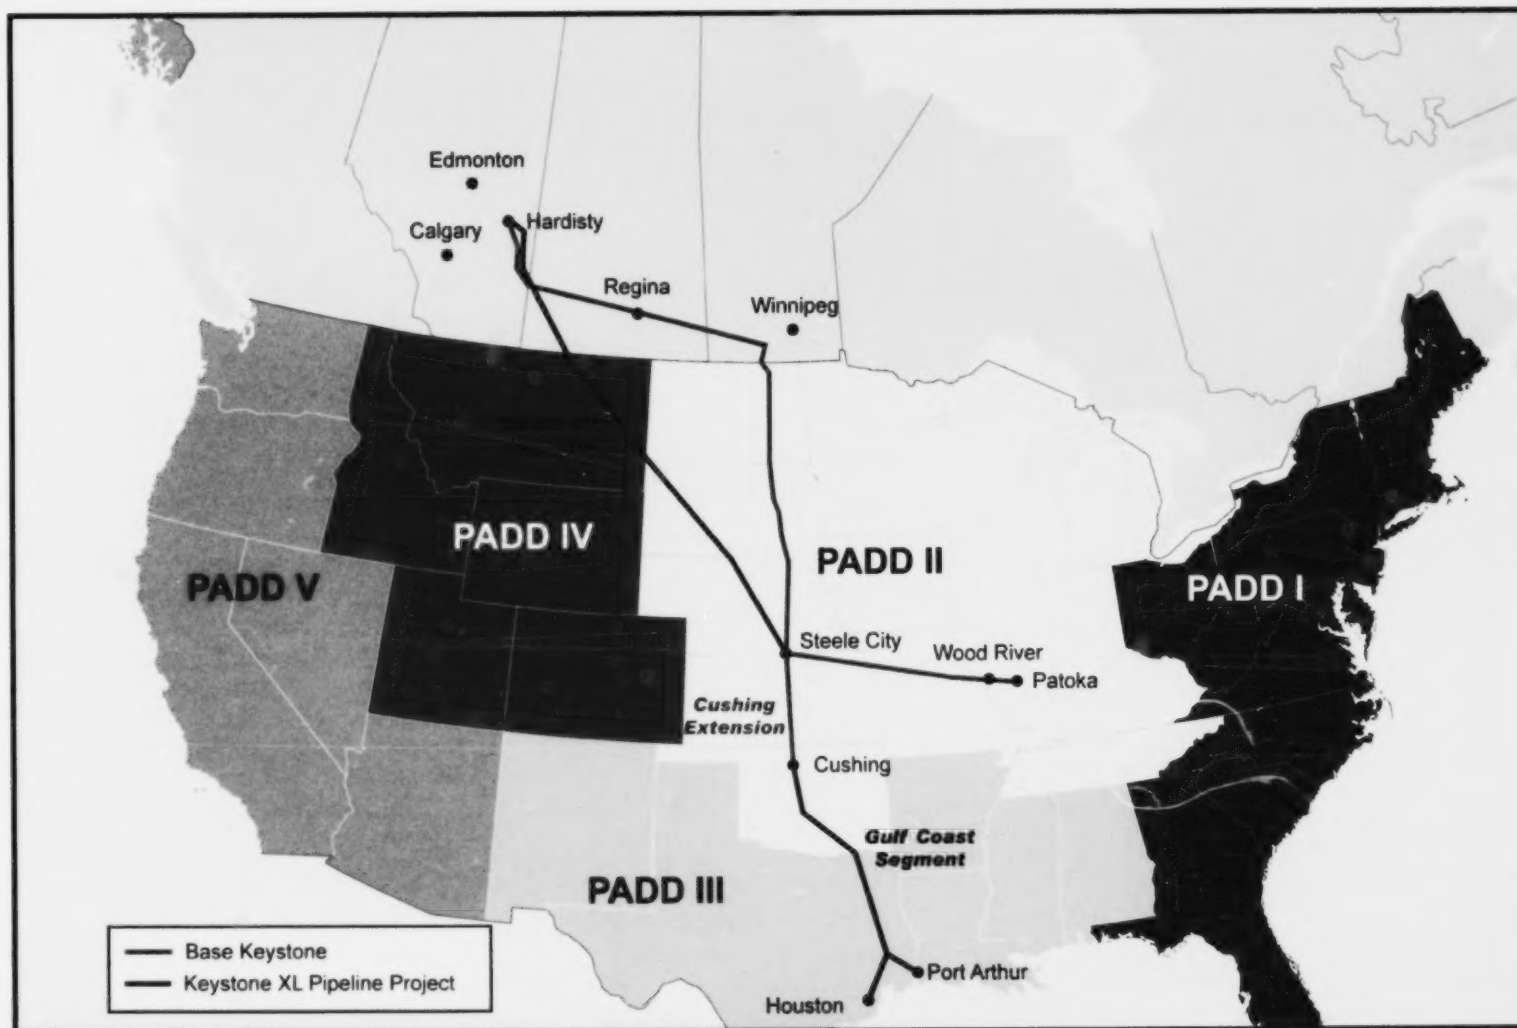 Edmonton
Hardisty
Calgary
Regina
Winnipeg
PADD IV
PADD II
PADD V
PADD I
Steele City
Wood River
Patoka
Cushing
Extension
Cushing
Gulf Coast
Segment
PADD III
Base Keystone
Keystone XL Pipeline Project
Port Arthur
Houston